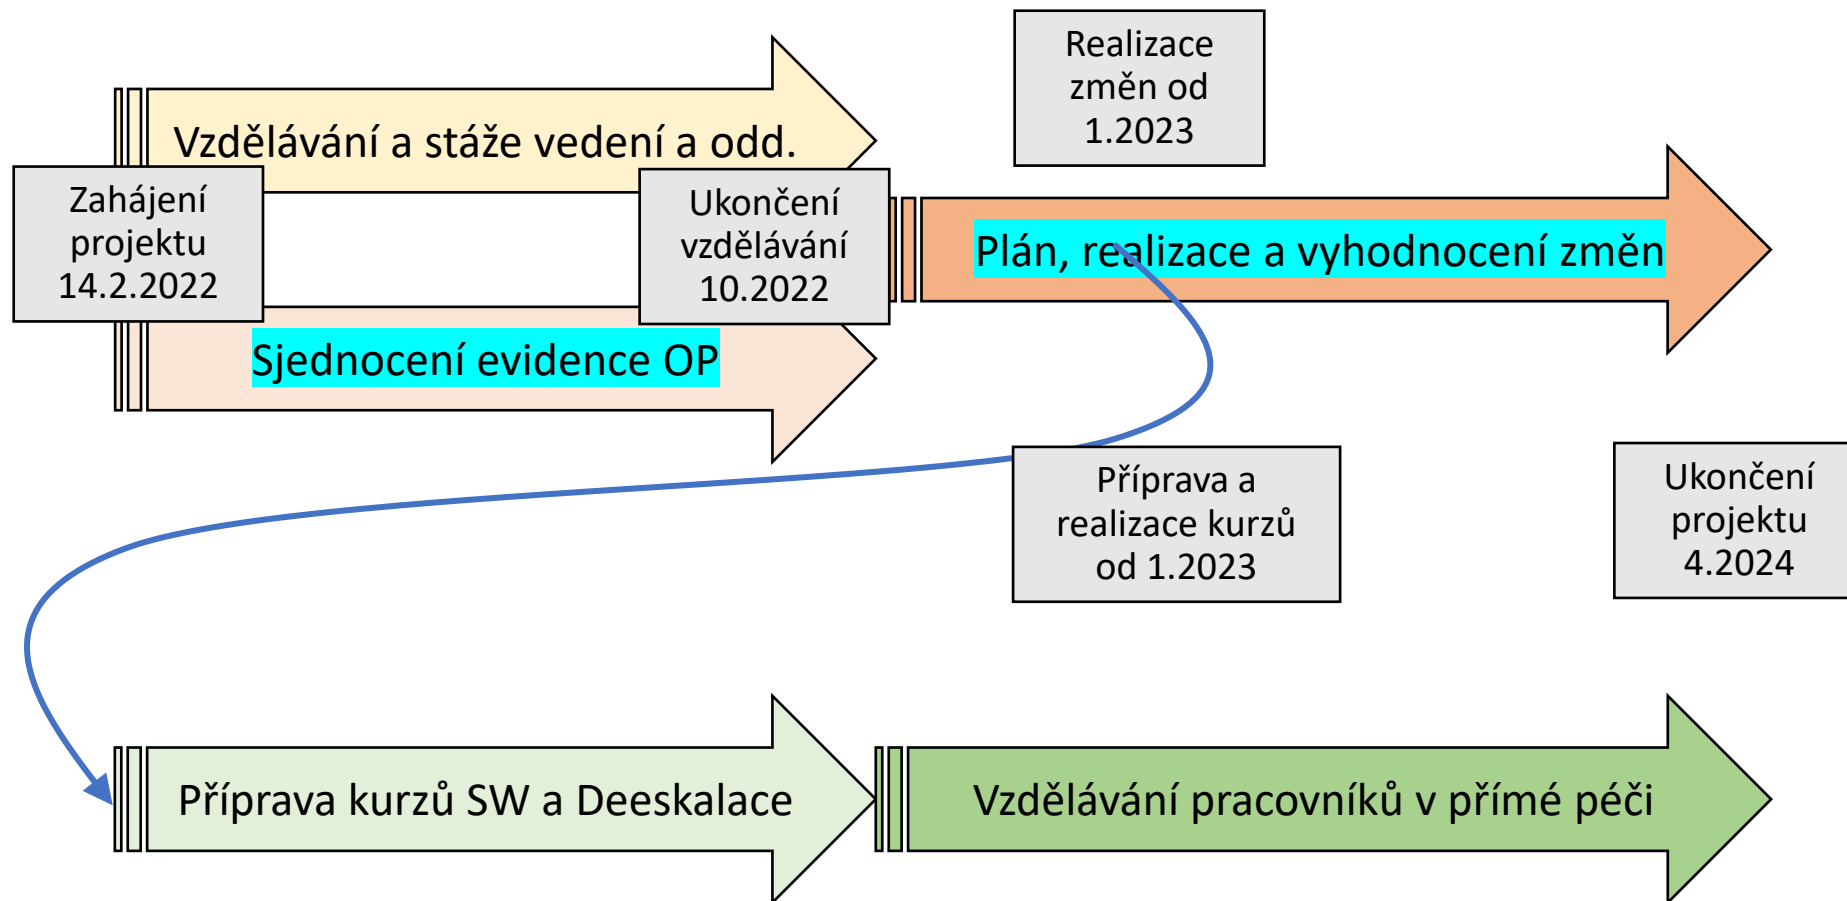 Realizace
změn od
1.2023
Vzdělávání a stáže vedení a odd.
Zahájení
projektu
14.2.2022
Ukončení
vzdělávání
10.2022
Plán, realizace a vyhodnocení změn
Sjednocení evidence OP
Příprava a
realizace kurzů
od 1.2023
Ukončení
projektu
4.2024
Příprava kurzů SW a Deeskalace
Vzdělávání pracovníků v přímé péči